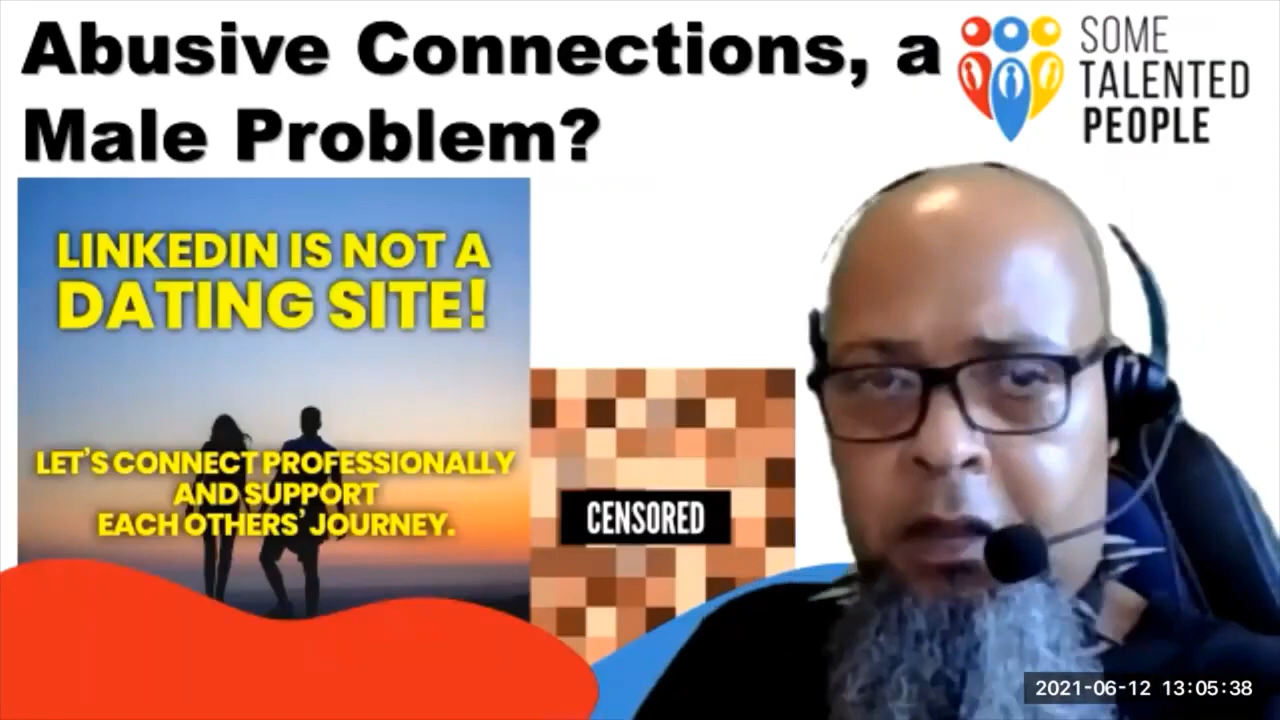 Abusive Connections, a
Male Problem?
SOME
TALENTED
PEOPLE
LINKEDIN IS NOT A
DATING SITE!
LET'S CONNECT PROFESSIONALLY
AND SUPPORT
EACH OTHERS' JOURNEY.
CENSORED
2021-06-12 13:05:38